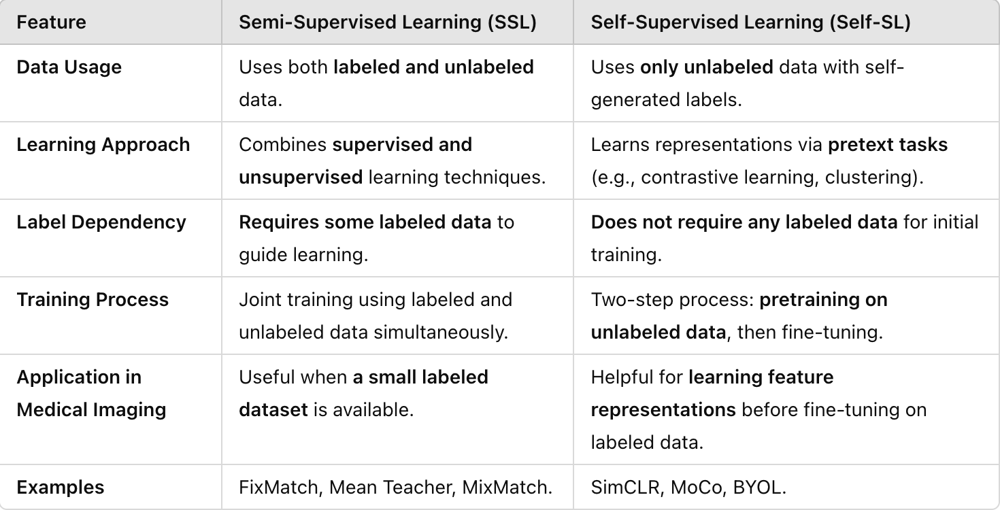 Feature Semi-Supervised Learning (SSL) Self-Supervised Learning (Self-SL)
Data Usage Uses both labeled and unlabeled Uses only unlabeled data with self-
data. generated labels.
Learning Approach Combines supervised and Learns representations via pretext tasks
unsupervised learning techniques. (e.g., contrastive learning, clustering).
Label Dependency Requires some labeled data to Does not require any labeled data for initial
guide learning. training.
Training Process Joint training using labeled and Two-step process: pretraining on
unlabeled data simultaneously. unlabeled data, then fine-tuning.
Application in Useful when a small labeled Helpful for learning feature
Medical Imaging dataset is available. representations before fine-tuning on
labeled data.
Examples FixMatch, Mean Teacher, MixMatch. SimCLR, MoCo, BYOL.